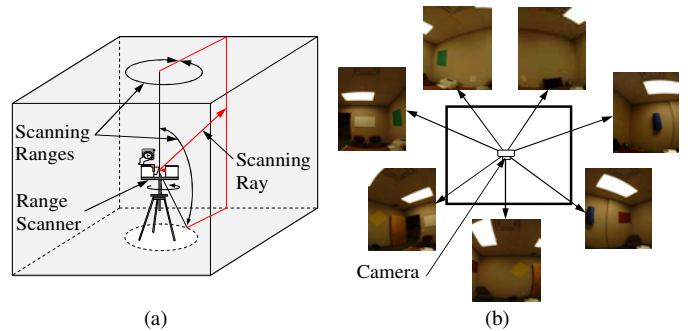 Scanning
Ranges
Scanning
Ray
Range
Scanner
(a)
Camera
(b)